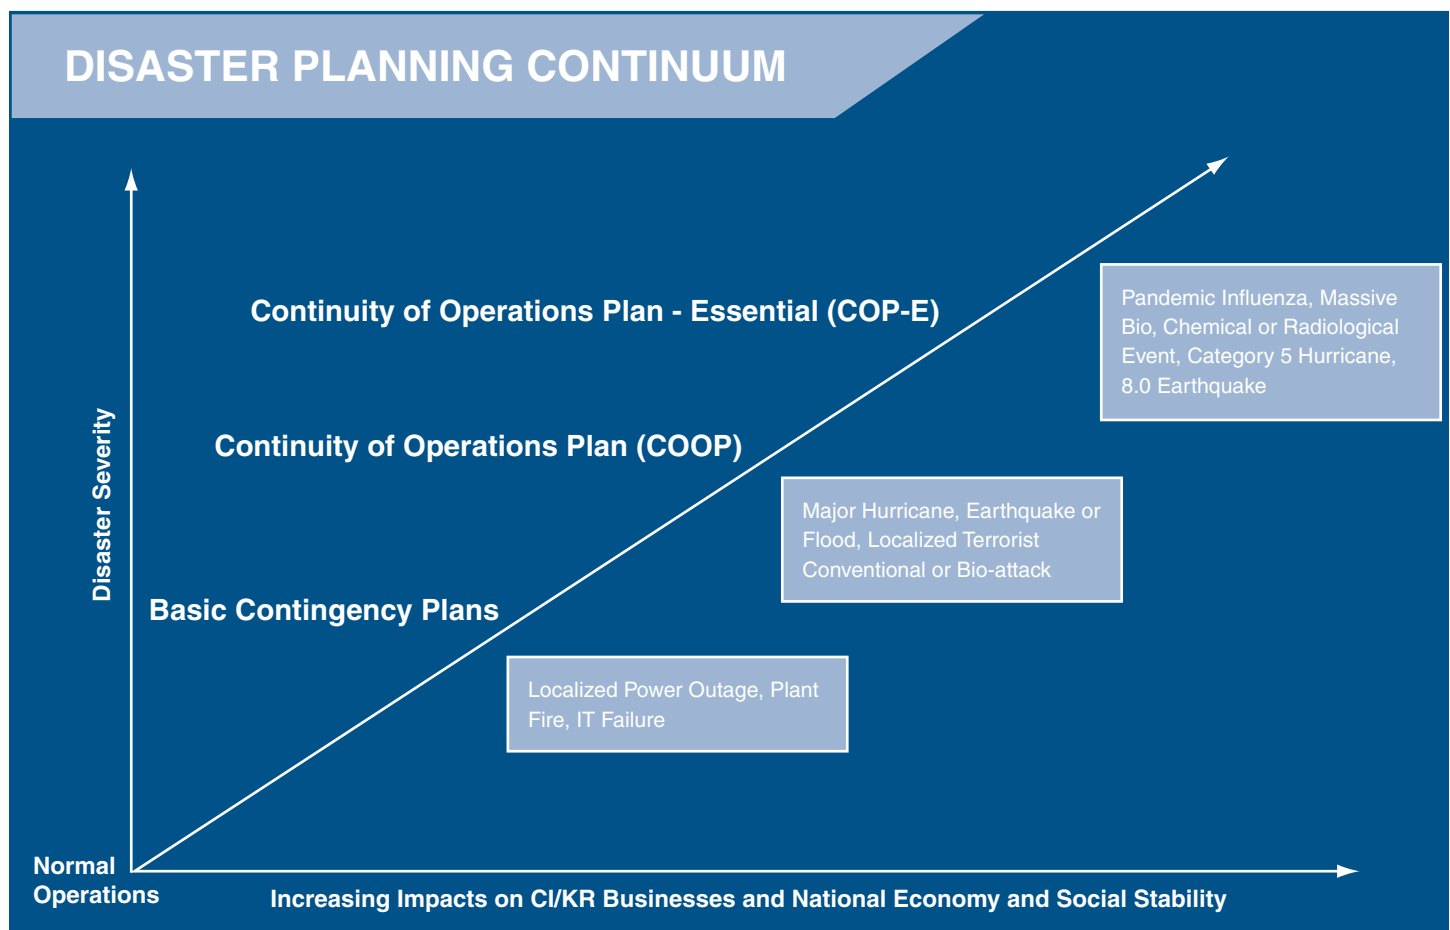 DISASTER PLANNING CONTINUUM
Continuity of Operations Plan - Essential (COP-E)
Pandemic Influenza, Massive
Bio, Chemical or Radiological
Event, Category 5 Hurricane,
8.0 Earthquake
Continuity of Operations Plan (COOP)
Major Hurricane, Earthquake or
Flood, Localized Terrorist
Conventional or Bio-attack
Disaster Severity
Basic Contingency Plans
Localized Power Outage, Plant
Fire, IT Failure
Normal
Operations
Increasing Impacts on CI/KR Businesses and National Economy and Social Stability